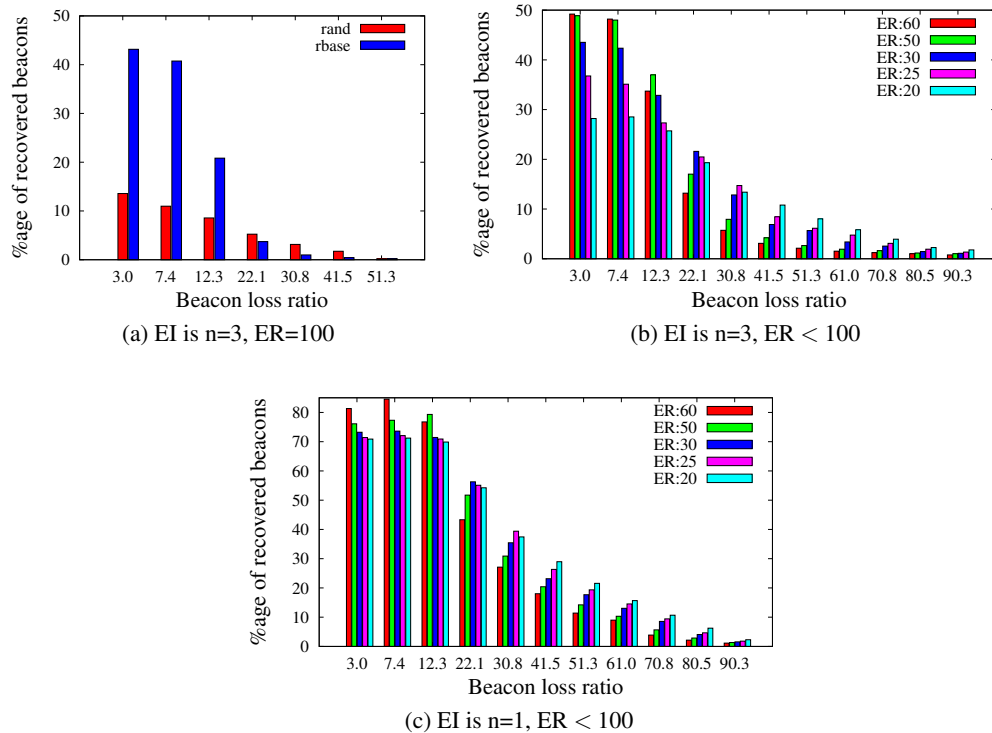 50
40
30
20
10
0
%age of recovered beacons
rand
rbase
3.0 7.4 12.3 22.1 30.8 41.5 51.3
Beacon loss ratio
(a) EI is n=3, ER=100
50
40
30
20
10
0
%age of recovered beacons
ER:60
ER:50
ER:30
ER:25
ER:20
3.0 7.4 12.3 22.1 30.8 41.5 51.3 61.0 70.8 80.5 90.3
Beacon loss ratio
(b) EI is n=3, ER < 100
80
70
60
50
40
30
20
10
0
%age of recovered beacons
ER:60
ER:50
ER:30
ER:25
ER:20
3.0 7.4 12.3 22.1 30.8 41.5 51.3 61.0 70.8 80.5 90.3
Beacon loss ratio
(c) EI is n=1, ER < 100